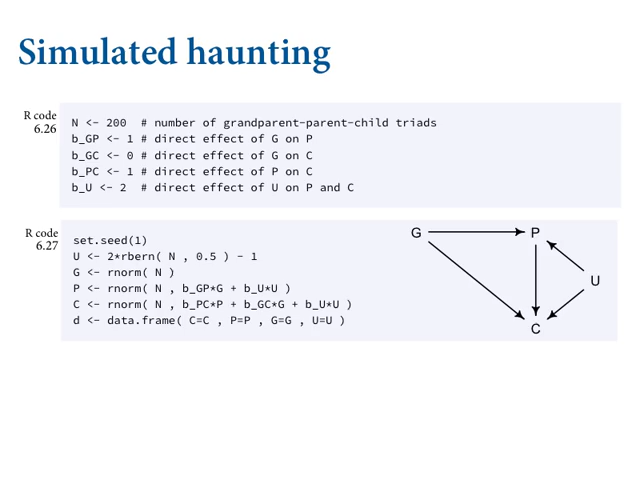 Simulated haunting
R code
6.26
N <- 200  # number of grandparent-parent-child triads
b_GP <- 1 # direct effect of G on P
b_GC <- 0 # direct effect of G on C
b_PC <- 1 # direct effect of P on C
b_U <- 2  # direct effect of U on P and C
R code
6.27
set.seed(1)
U <- 2*rbern( N , 0.5 ) - 1
G <- rnorm( N )
P <- rnorm( N , b_GP*G + b_U*U )
C <- rnorm( N , b_PC*P + b_GC*G + b_U*U )
d <- data.frame( C=C , P=P , G=G , U=U )
G
P
U
C